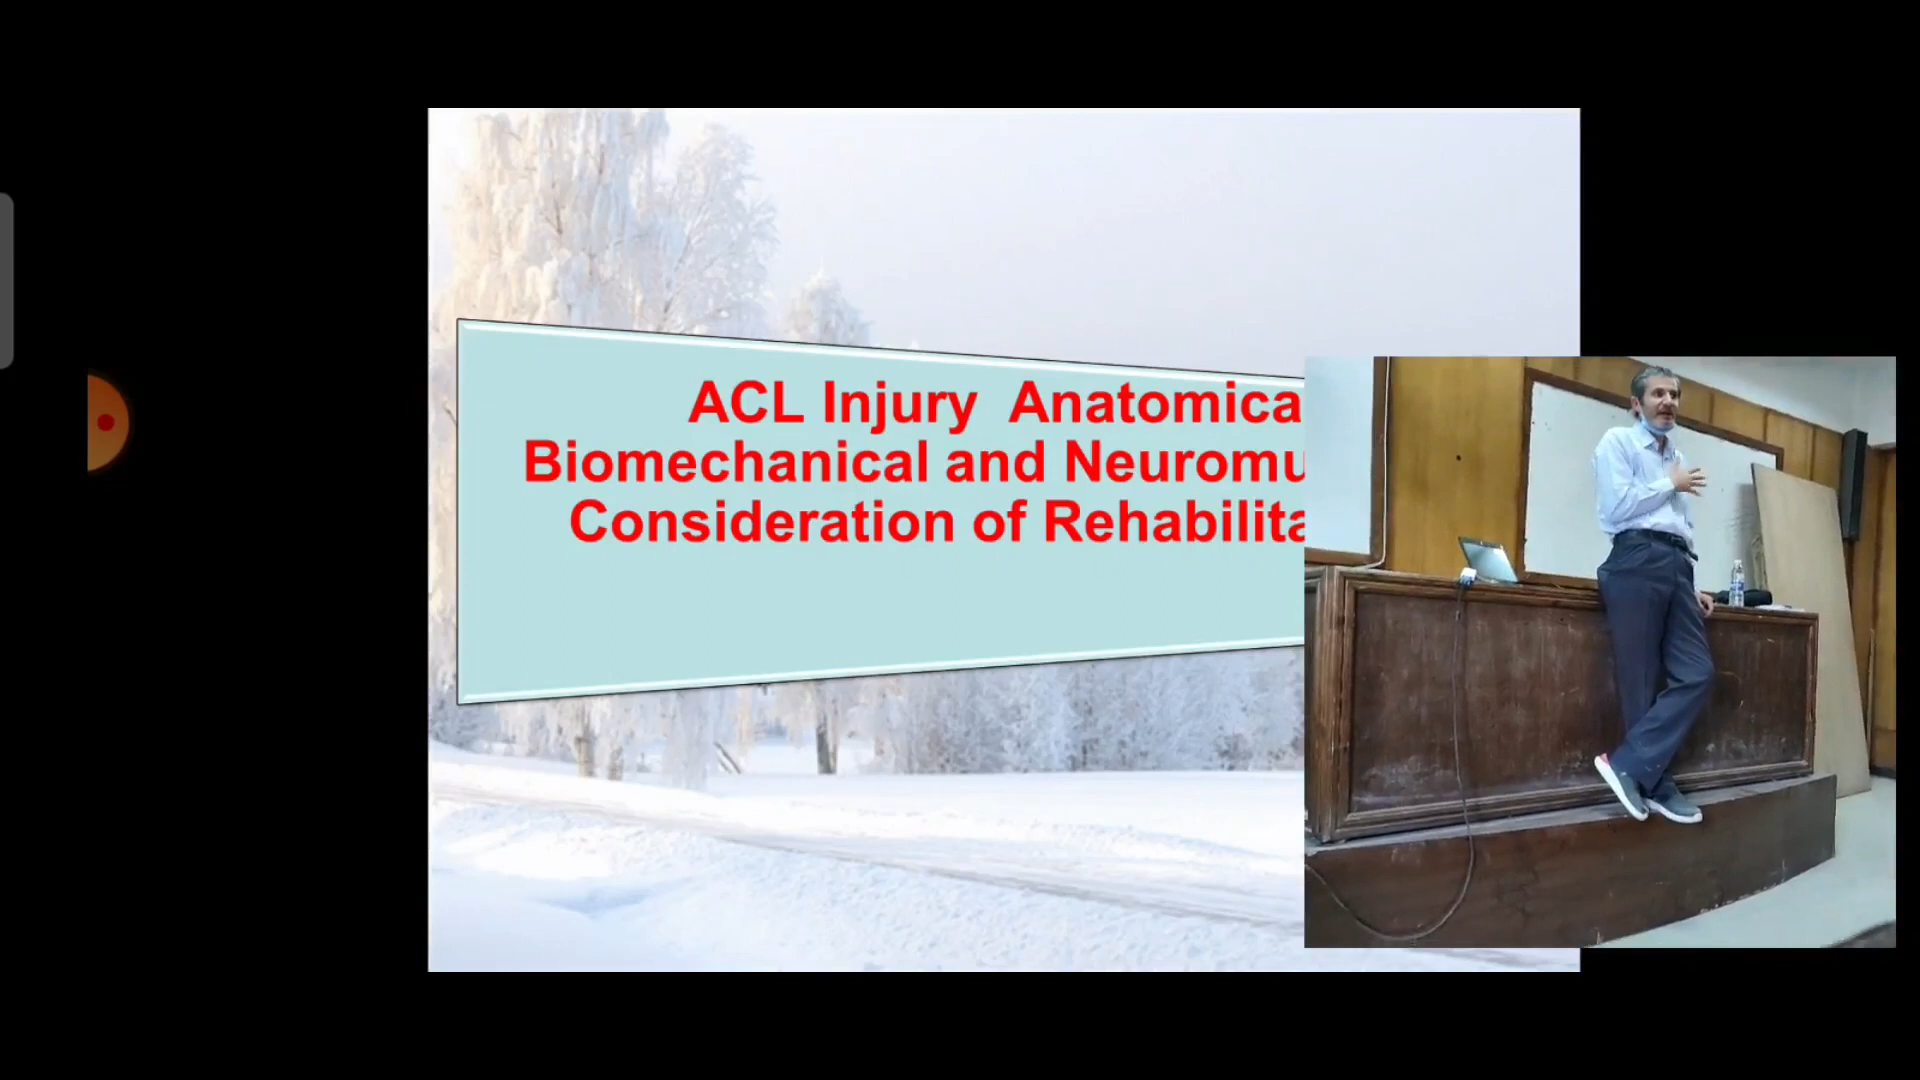 ACL Injury Anatomica
Biomechanical and Neuromu
Consideration of Rehabilita